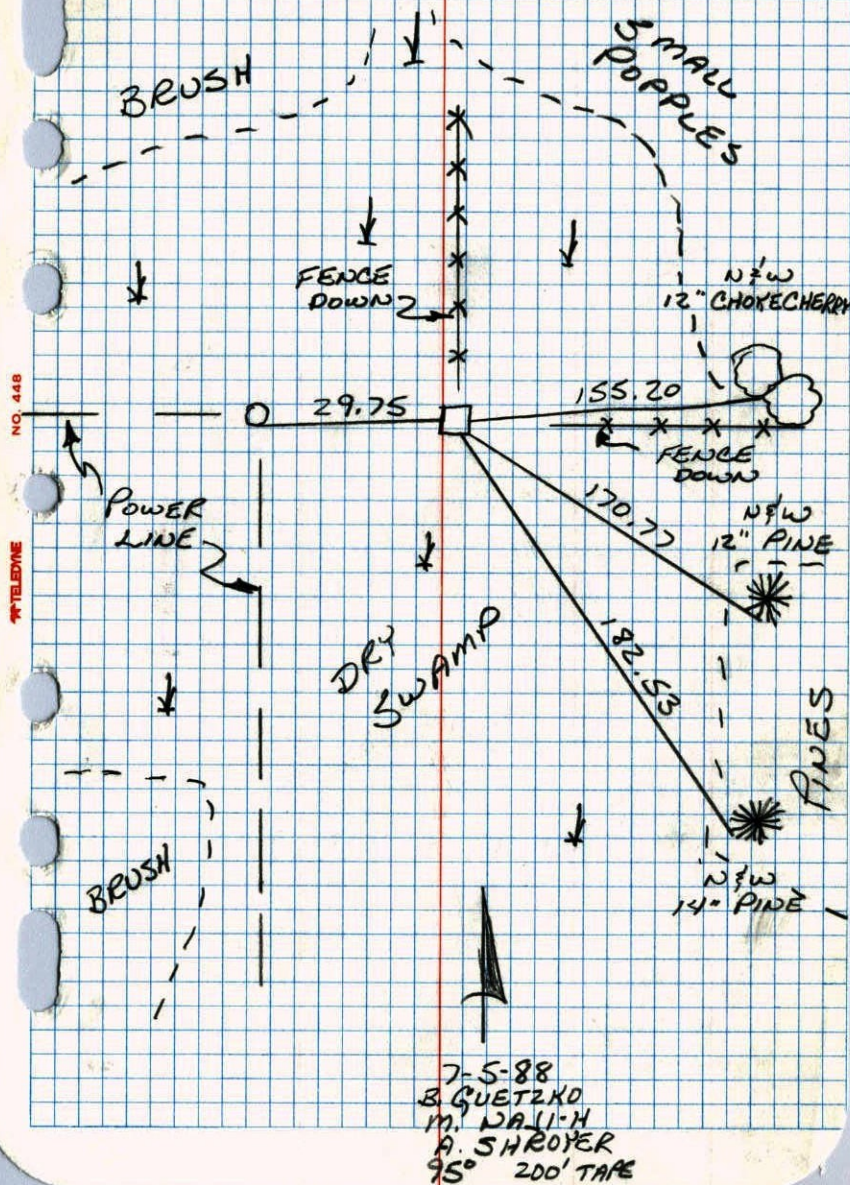 BRUSH
SMALL
POPPLES
FENCE
DOWN
N&W
12" CHOKECHERRY
NO. 448
29.75
155.20
FENCE
DOWN
POWER
LINE
170.77
N&W
12" PINE
TELEDYNE
DRY
SWAMP
182.53
PINES
BRUSH
N&W
14" PINE
7-5-88
B. GUETZKO
M.
A. SHROYER
95° 200' TAPE